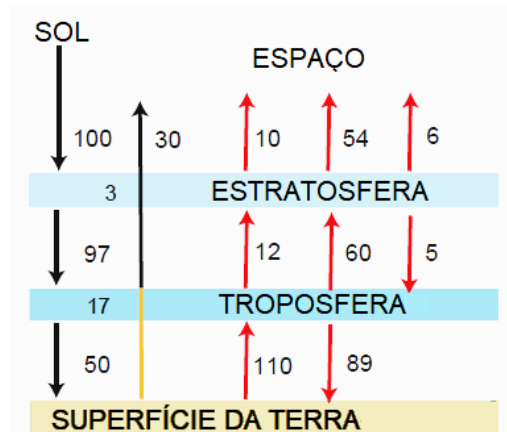 SOL
ESPAÇO
100 30 10 54 6
3 ESTRATOSFERA
97 12 60 5
17 TROPOSFERA
50 110 89
SUPERFÍCIE DA TERRA